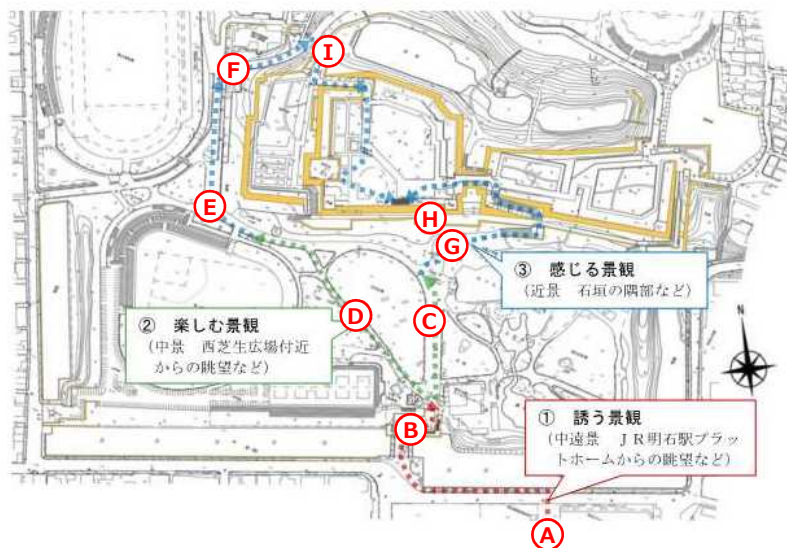 I
F
E
H
G
③ 感じる景観
(近景 石垣の隅部など)
D
C
② 楽しむ景観
(中景 西芝生広場付近
からの眺望など)
N
B
① 誘う景観
(中遠景 JR明石駅プラッ
トホームからの眺望など)
A